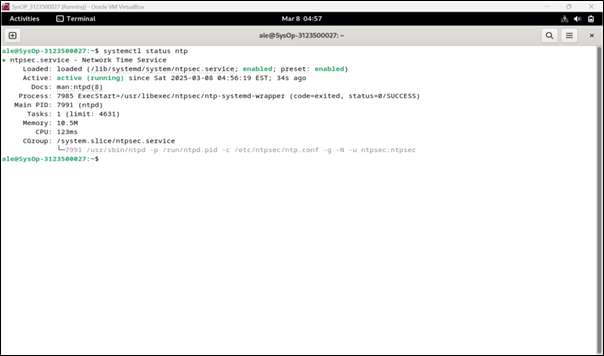 SysOP_3123500027 [Running] - Oracle VM VirtualBox
Activities Terminal Mar 8 04:57
ale@SysOp-3123500027: ~
ale@SysOp-3123500027:~$ systemctl status ntp
● ntpsec.service - Network Time Service
Loaded: loaded (/lib/systemd/system/ntpsec.service; enabled; preset: enabled)
Active: active (running) since Sat 2025-03-08 04:56:19 EST; 34s ago
Docs: man:ntpd(8)
Process: 7985 ExecStart=/usr/libexec/ntpsec/ntp-systemd-wrapper (code=exited, status=0/SUCCESS)
Main PID: 7991 (ntpd)
Tasks: 1 (limit: 4631)
Memory: 10.5M
CPU: 123ms
CGroup: /system.slice/ntpsec.service
└─7991 /usr/sbin/ntpd -p /run/ntpd.pid -c /etc/ntpsec/ntp.conf -g -N -u ntpsec:ntpsec
ale@SysOp-3123500027:~$